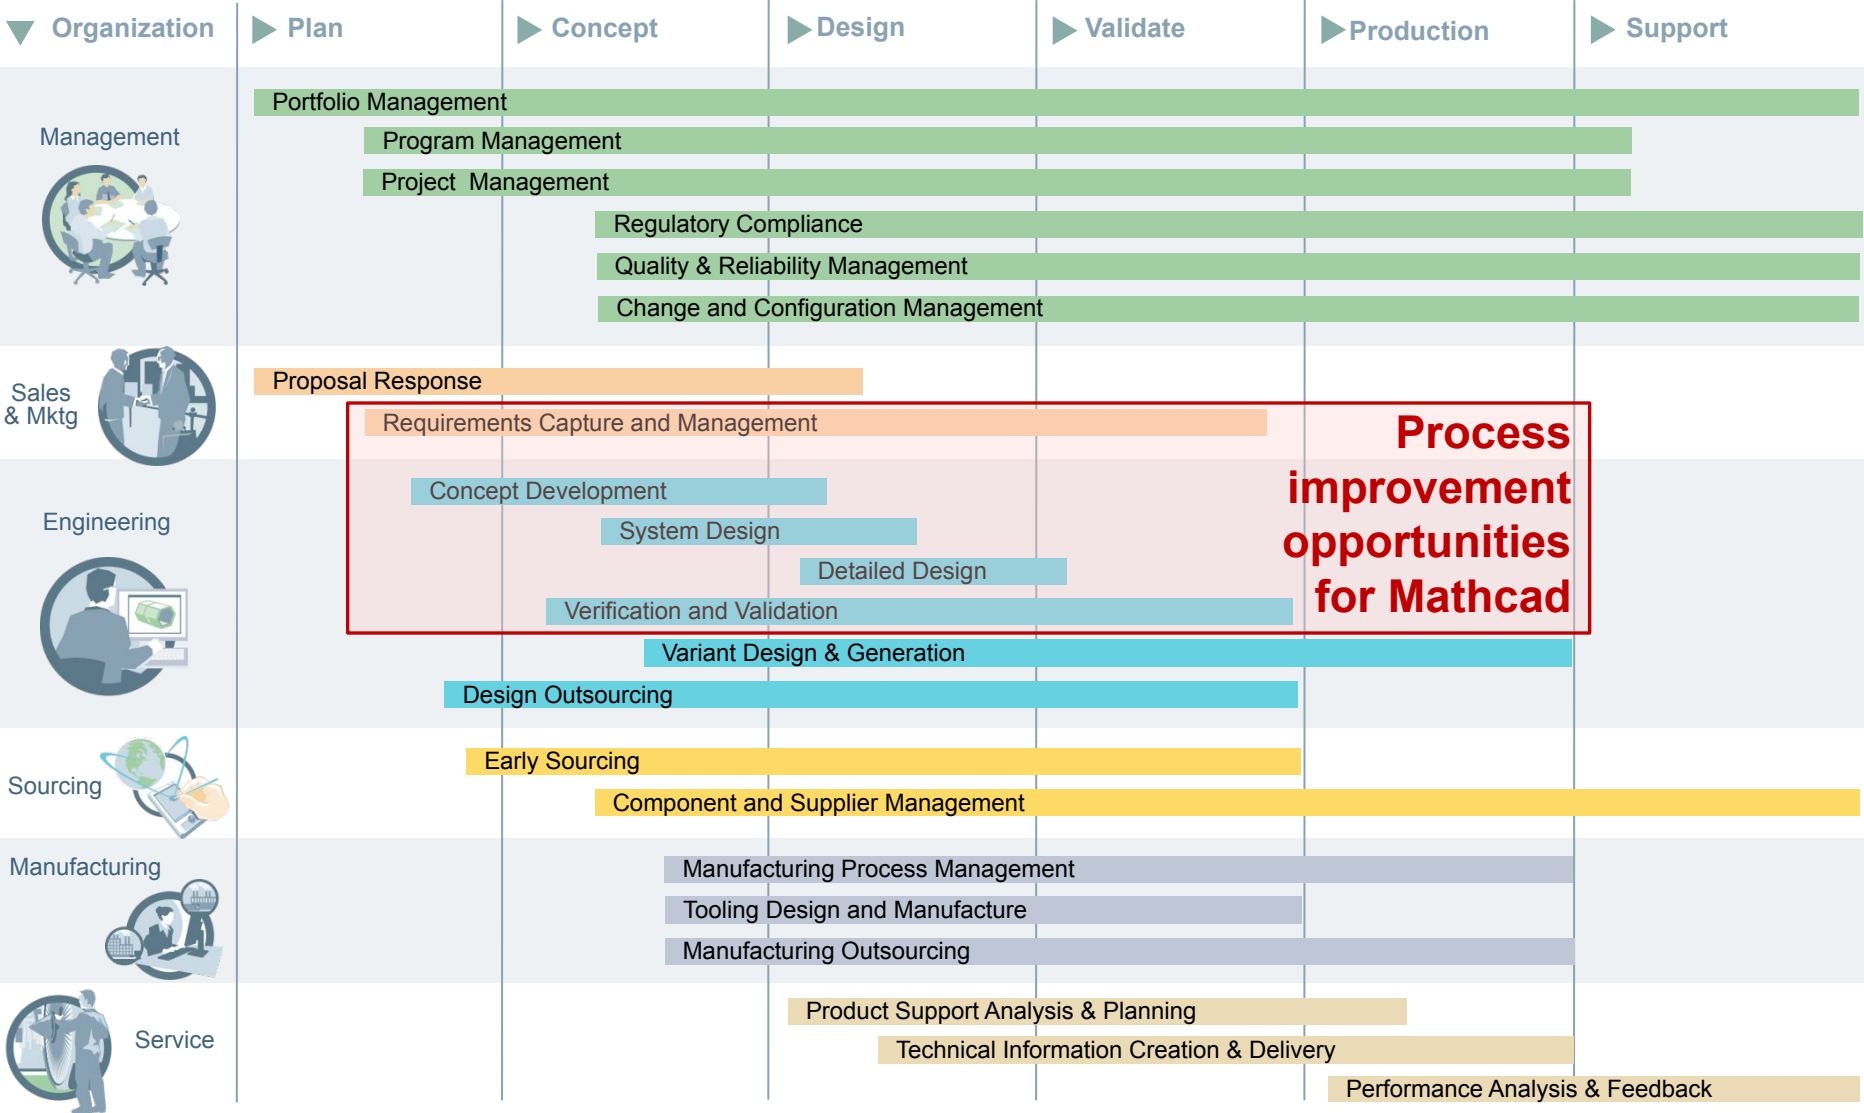 Organization Plan Concept Design Validate Production Support
Management
Portfolio Management
Program Management
Project Management
Regulatory Compliance
Quality & Reliability Management
Change and Configuration Management
Sales
& Mktg
Proposal Response
Requirements Capture and Management
Process
improvement
opportunities
for Mathcad
Engineering
Concept Development
System Design
Detailed Design
Verification and Validation
Variant Design & Generation
Design Outsourcing
Sourcing
Early Sourcing
Component and Supplier Management
Manufacturing
Manufacturing Process Management
Tooling Design and Manufacture
Manufacturing Outsourcing
Service
Product Support Analysis & Planning
Technical Information Creation & Delivery
Performance Analysis & Feedback